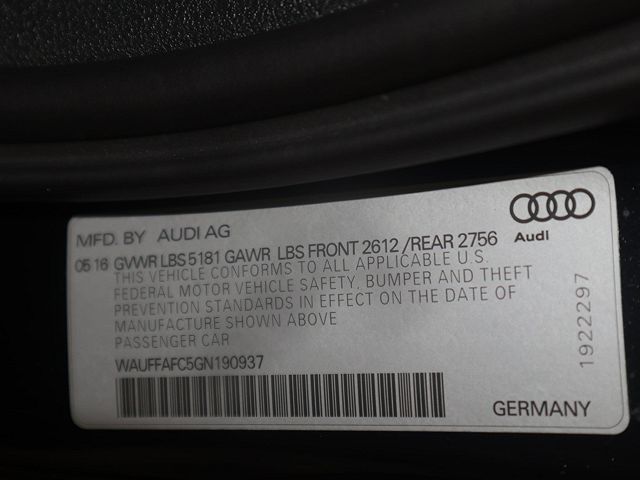 MFD. BY AUDI AG
Audi
05 16 GVWR LBS 5181 GAWR LBS FRONT 2612 /REAR 2756
THIS VEHICLE CONFORMS TO ALL APPLICABLE U.S.
FEDERAL MOTOR VEHICLE SAFETY, BUMPER AND THEFT
PREVENTION STANDARDS IN EFFECT ON THE DATE OF
MANUFACTURE SHOWN ABOVE
PASSENGER CAR
WAUFFAFC5GN190937
1922297
GERMANY